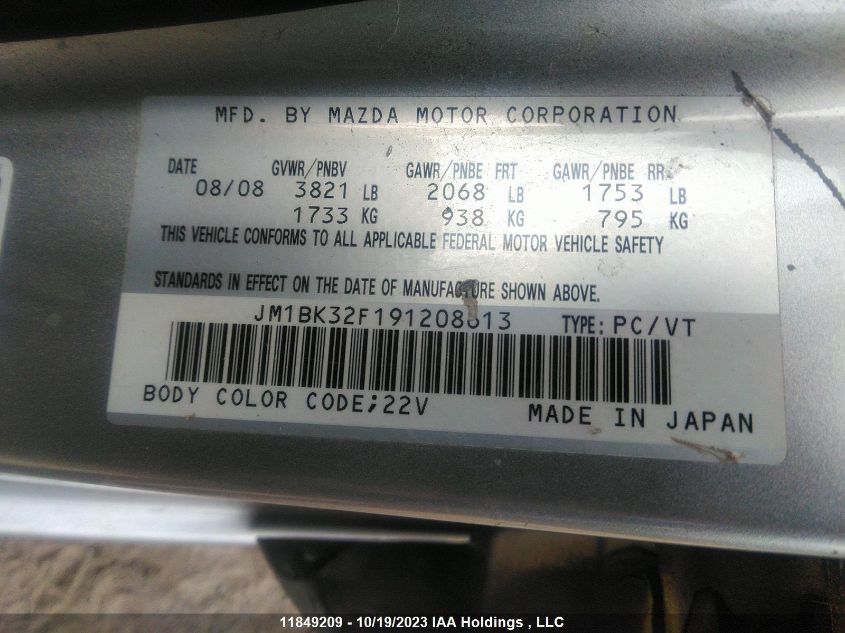 MFD. BY MAZDA MOTOR CORPORATION
DATE GVWR/PNBV GAWR/PNBE FRT GAWR/PNBE RR
08/08 3821 LB 2068 LB 1753 LB
1733 KG 938 KG 795 KG
THIS VEHICLE CONFORMS TO ALL APPLICABLE FEDERAL MOTOR VEHICLE SAFETY
STANDARDS IN EFFECT ON THE DATE OF MANUFACTURE SHOWN ABOVE.
JM1BK32F191208613 TYPE: PC/VT
BODY COLOR CODE;22V MADE IN JAPAN
11849209 - 10/19/2023 IAA Holdings , LLC